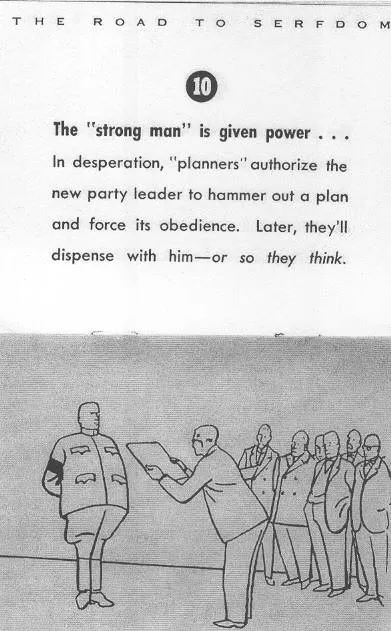 THE ROAD TO SERFDOM
10
The "strong man" is given power . . .
In desperation, "planners" authorize the
new party leader to hammer out a plan
and force its obedience. Later, they'll
dispense with him—or so they think.